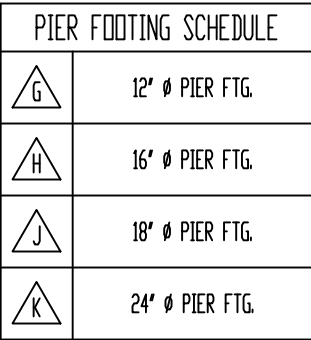 PIER FOOTING SCHEDULE
G 12" Ø PIER FTG.
H 16" Ø PIER FTG.
J 18" Ø PIER FTG.
K 24" Ø PIER FTG.